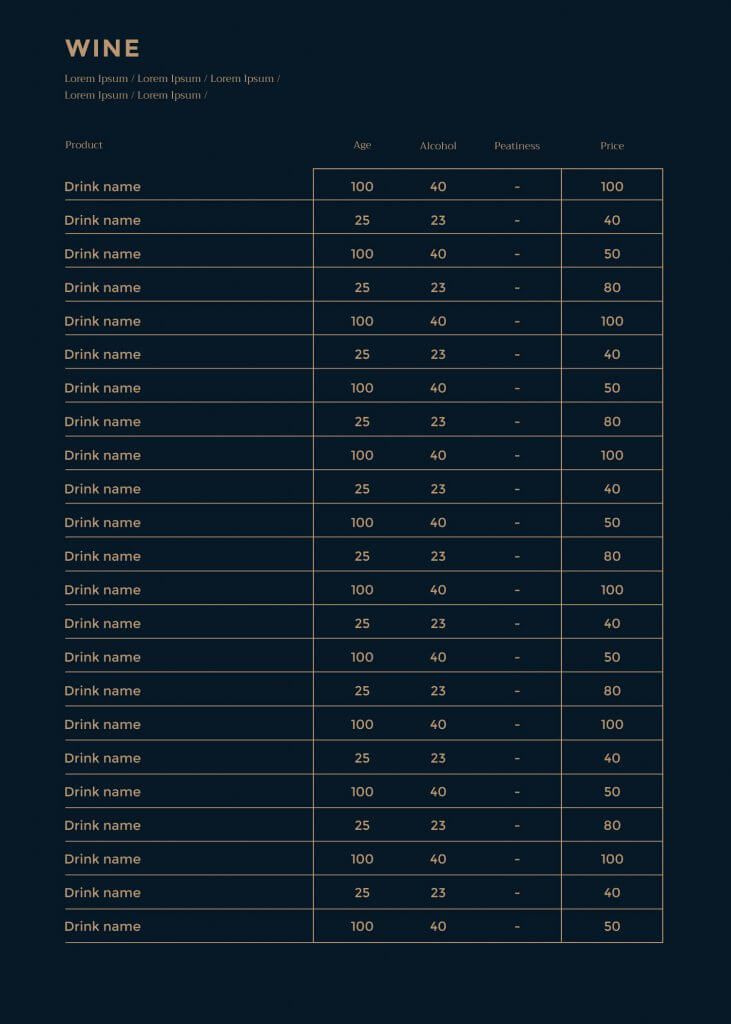 WINE
Lorem Ipsum / Lorem Ipsum / Lorem Ipsum /
Lorem Ipsum / Lorem Ipsum /
Product Age Alcohol Peatiness Price
Drink name 100 40 - 100
Drink name 25 23 - 40
Drink name 100 40 - 50
Drink name 25 23 - 80
Drink name 100 40 - 100
Drink name 25 23 - 40
Drink name 100 40 - 50
Drink name 25 23 - 80
Drink name 100 40 - 100
Drink name 25 23 - 40
Drink name 100 40 - 50
Drink name 25 23 - 80
Drink name 100 40 - 100
Drink name 25 23 - 40
Drink name 100 40 - 50
Drink name 25 23 - 80
Drink name 100 40 - 100
Drink name 25 23 - 40
Drink name 100 40 - 50
Drink name 25 23 - 80
Drink name 100 40 - 100
Drink name 25 23 - 40
Drink name 100 40 - 50